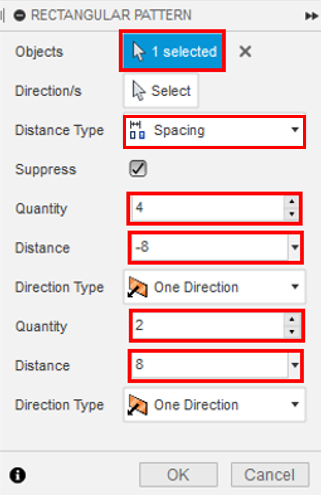 RECTANGULAR PATTERN
Objects 1 selected
Direction/s Select
Distance Type Spacing
Suppress
Quantity 4
Distance -8
Direction Type One Direction
Quantity 2
Distance 8
Direction Type One Direction
OK Cancel